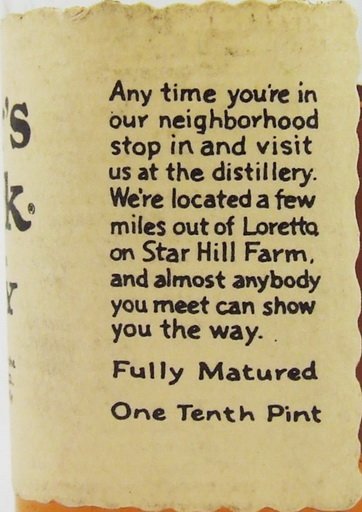 Any time you're in
our neighborhood
stop in and visit
us at the distillery.
We're located a few
miles out of Loretto
on Star Hill Farm,
and almost anybody
you meet can show
you the way.
Fully Matured
One Tenth Pint
's
k®
Y